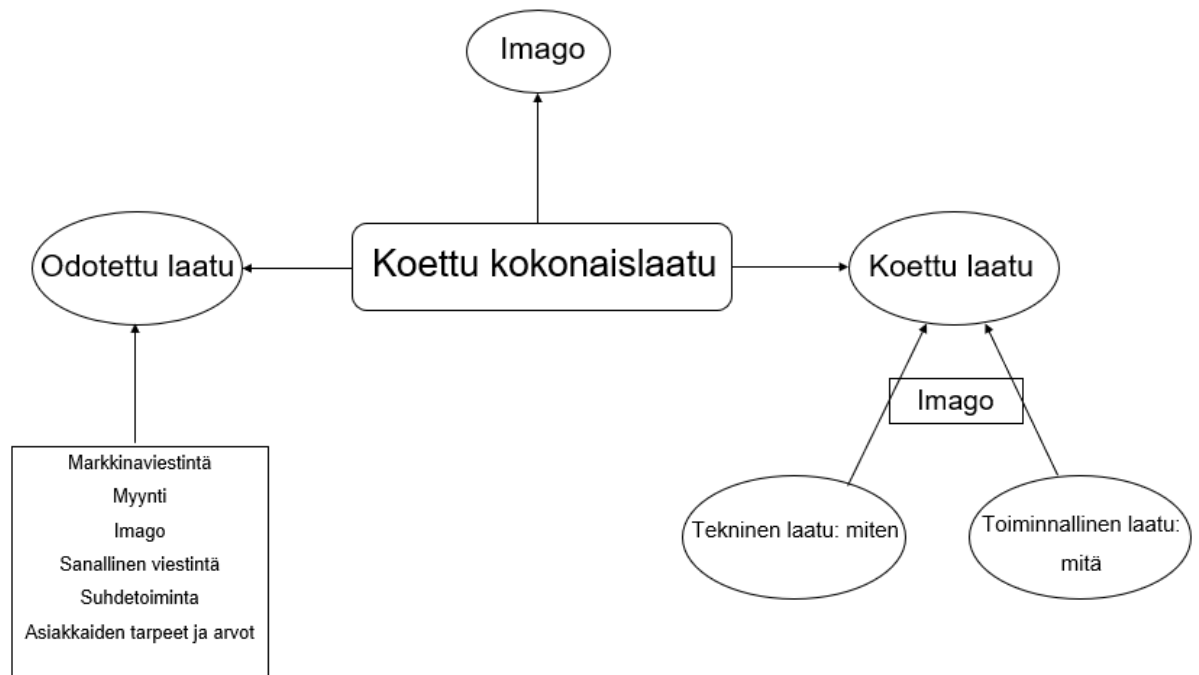 Imago
Odotettu laatu
Koettu kokonaislaatu
Koettu laatu
Imago
Markkinaviestintä
Myynti
Imago
Sanallinen viestintä
Suhdetoiminta
Asiakkaiden tarpeet ja arvot
Tekninen laatu: miten
Toiminnallinen laatu:
mitä